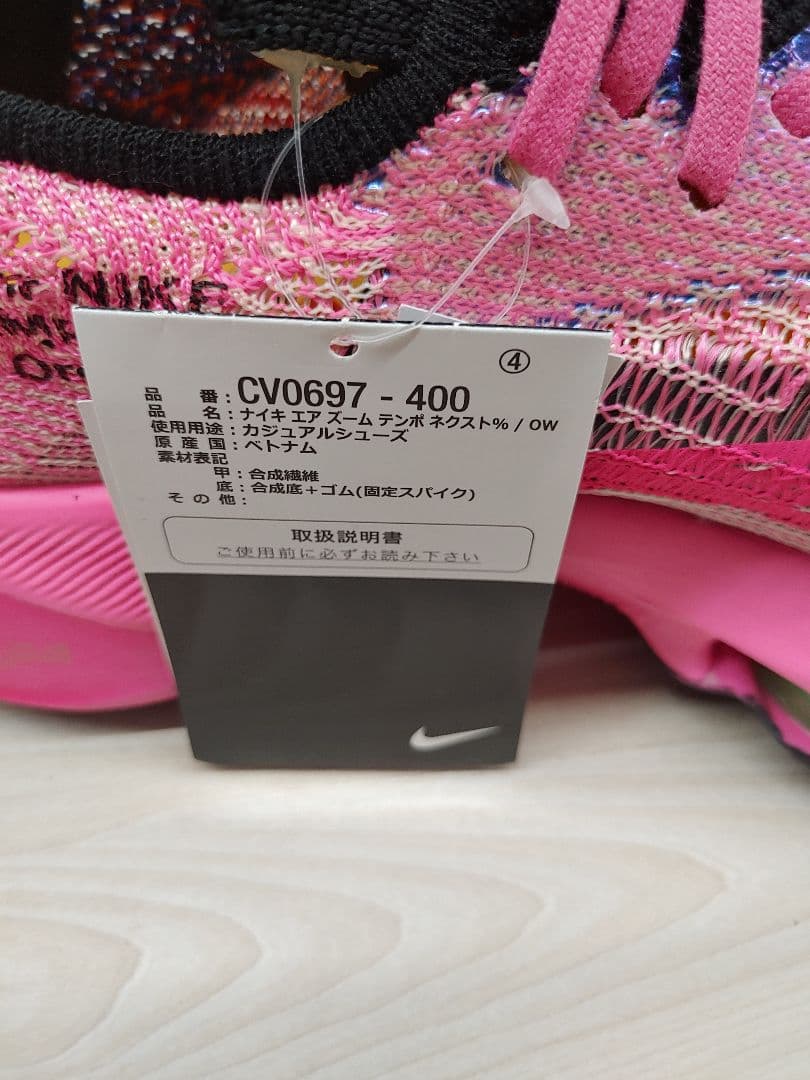 NIKE
④
品 番：CV0697 - 400
品 名：ナイキ エア ズーム テンポ ネクスト% / OW
使用用途：カジュアルシューズ
原 産 国：ベトナム
素材表記
甲：合成繊維
底：合成底＋ゴム(固定スパイク)
そ の 他：
取扱説明書
ご使用前に必ずお読み下さい